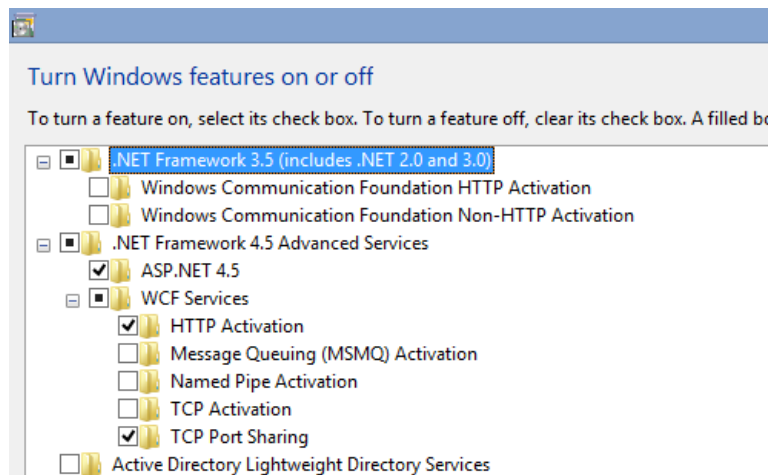 Turn Windows features on or off
To turn a feature on, select its check box. To turn a feature off, clear its check box. A filled
.NET Framework 3.5 (includes .NET 2.0 and 3.0)
Windows Communication Foundation HTTP Activation
Windows Communication Foundation Non-HTTP Activation
.NET Framework 4.5 Advanced Services
ASP.NET 4.5
WCF Services
HTTP Activation
Message Queuing (MSMQ) Activation
Named Pipe Activation
TCP Activation
TCP Port Sharing
Active Directory Lightweight Directory Services